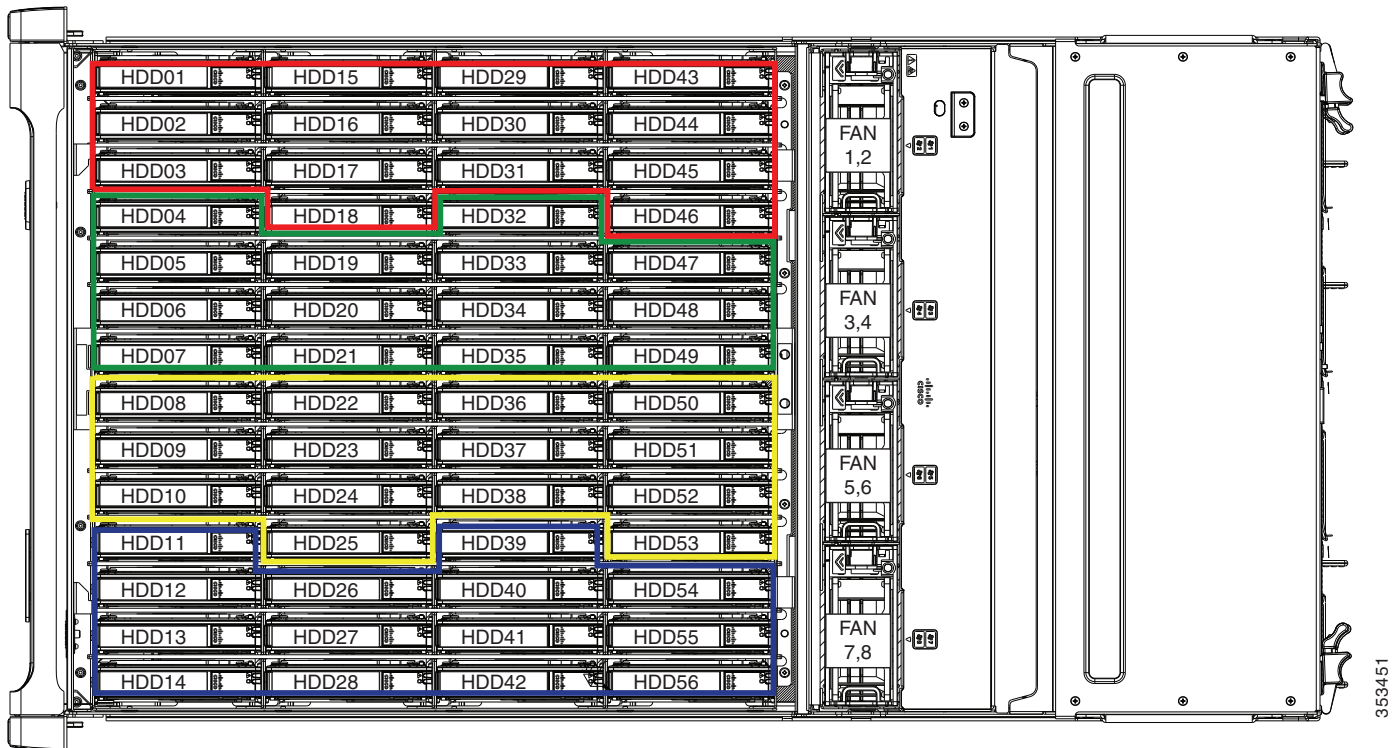 HDD01 HDD15 HDD29 HDD43
HDD02 HDD16 HDD30 HDD44
HDD03 HDD17 HDD31 HDD45
HDD04 HDD18 HDD32 HDD46
HDD05 HDD19 HDD33 HDD47
HDD06 HDD20 HDD34 HDD48
HDD07 HDD21 HDD35 HDD49
HDD08 HDD22 HDD36 HDD50
HDD09 HDD23 HDD37 HDD51
HDD10 HDD24 HDD38 HDD52
HDD11 HDD25 HDD39 HDD53
HDD12 HDD26 HDD40 HDD54
HDD13 HDD27 HDD41 HDD55
HDD14 HDD28 HDD42 HDD56
FAN
1,2
FAN
3,4
FAN
5,6
FAN
7,8
CISCO
353451